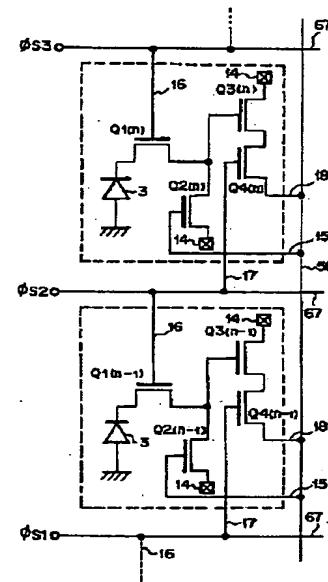 φS3
67
16
14
Q3(n)
Q1(n)
3
Q2(n)
Q4(n)
18
14
15
50
17
φS2
67
14
16
Q3(n-1)
Q1(n-1)
3
Q2(n-1)
Q4(n-1)
18
14
15
17
φS1
67
16